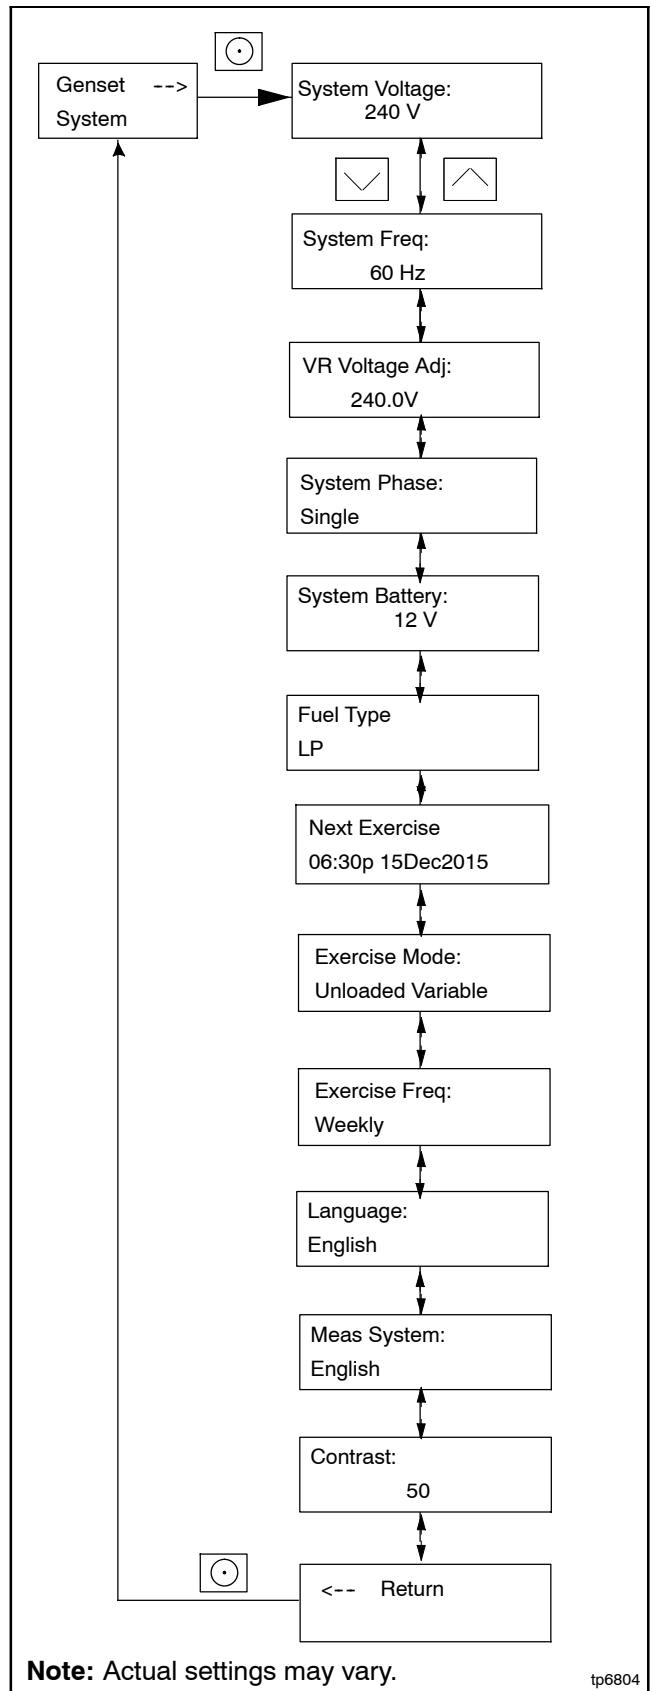 Genset -->
System
System Voltage:
240 V
System Freq:
60 Hz
VR Voltage Adj:
240.0V
System Phase:
Single
System Battery:
12 V
Fuel Type
LP
Next Exercise
06:30p 15Dec2015
Exercise Mode:
Unloaded Variable
Exercise Freq:
Weekly
Language:
English
Meas System:
English
Contrast:
50
<-- Return
Note: Actual settings may vary.
tp6804